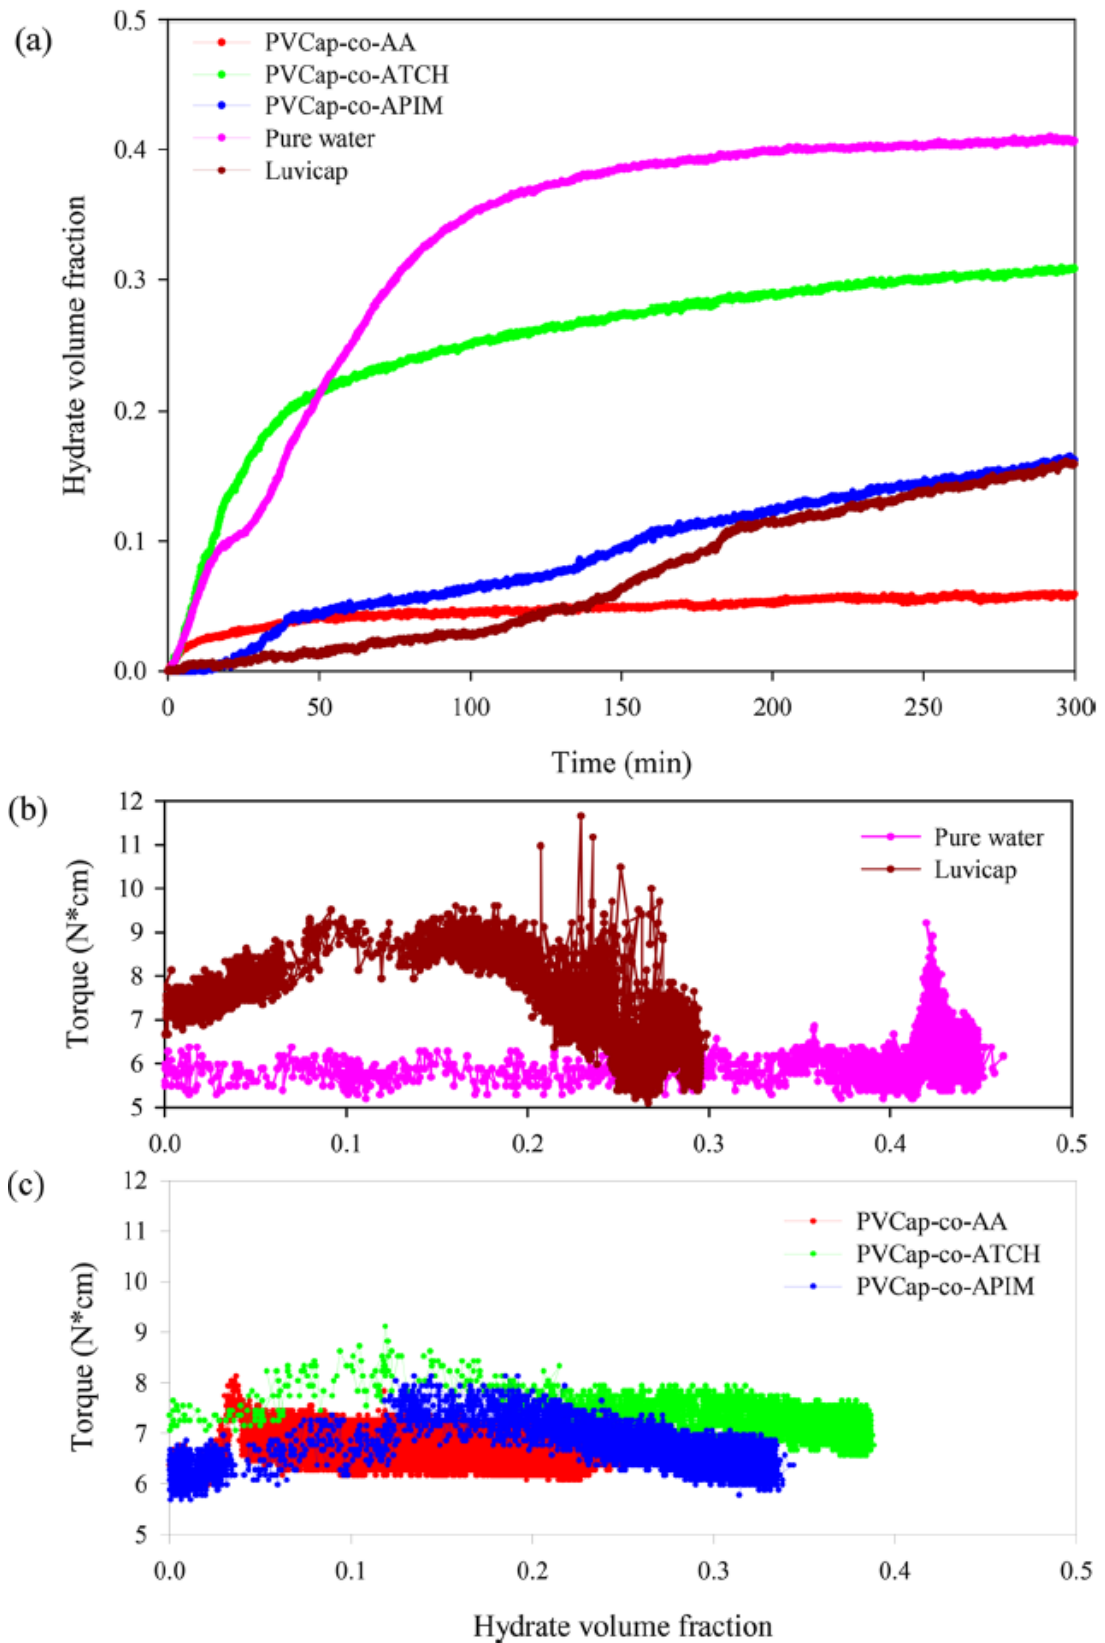 (a)
0.5
0.4
0.3
0.2
0.1
0.0
Hydrate volume fraction
PVCap-co-AA
PVCap-co-ATCH
PVCap-co-APIM
Pure water
Luvicap
0 50 100 150 200 250 300
Time (min)
(b)
12
11
10
9
8
7
6
5
Torque (N*cm)
Pure water
Luvicap
0.0 0.1 0.2 0.3 0.4 0.5
(c)
12
11
10
9
8
7
6
5
Torque (N*cm)
PVCap-co-AA
PVCap-co-ATCH
PVCap-co-APIM
0.0 0.1 0.2 0.3 0.4 0.5
Hydrate volume fraction